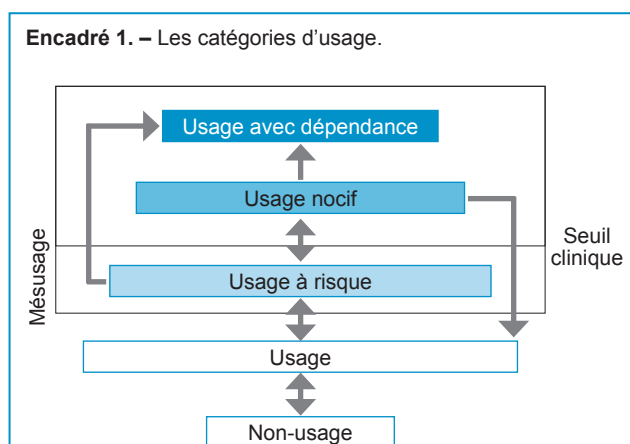 Encadré 1. – Les catégories d’usage.
Usage avec dépendance
Usage nocif
Mésusage
Seuil
clinique
Usage à risque
Usage
Non-usage